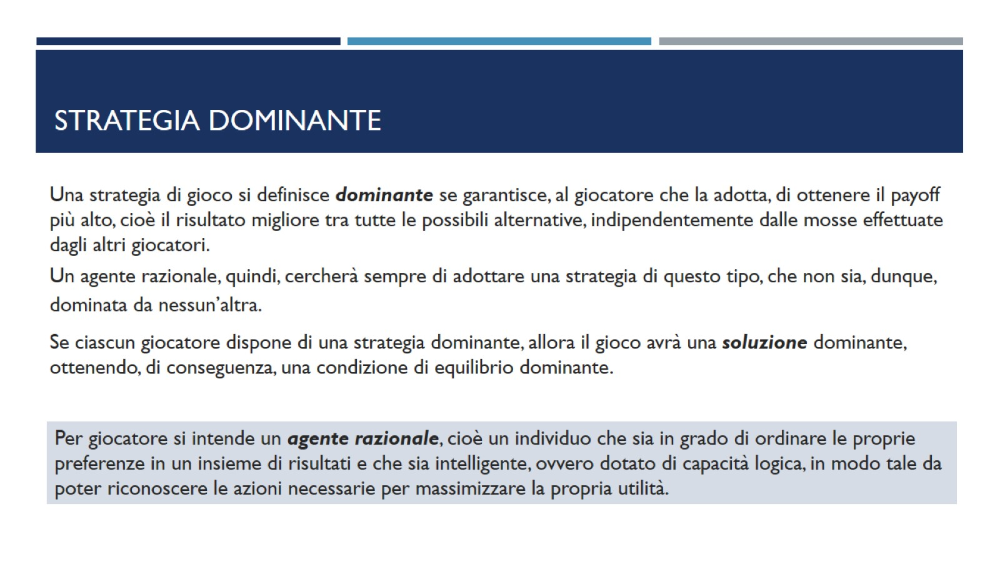 STRATEGIA DOMINANTE
Una strategia di gioco si definisce dominante se garantisce, al giocatore che la adotta, di ottenere il payoff
più alto, cioè il risultato migliore tra tutte le possibili alternative, indipendentemente dalle mosse effettuate
dagli altri giocatori.
Un agente razionale, quindi, cercherà sempre di adottare una strategia di questo tipo, che non sia, dunque,
dominata da nessun’altra.
Se ciascun giocatore dispone di una strategia dominante, allora il gioco avrà una soluzione dominante,
ottenendo, di conseguenza, una condizione di equilibrio dominante.
Per giocatore si intende un agente razionale, cioè un individuo che sia in grado di ordinare le proprie
preferenze in un insieme di risultati e che sia intelligente, ovvero dotato di capacità logica, in modo tale da
poter riconoscere le azioni necessarie per massimizzare la propria utilità.